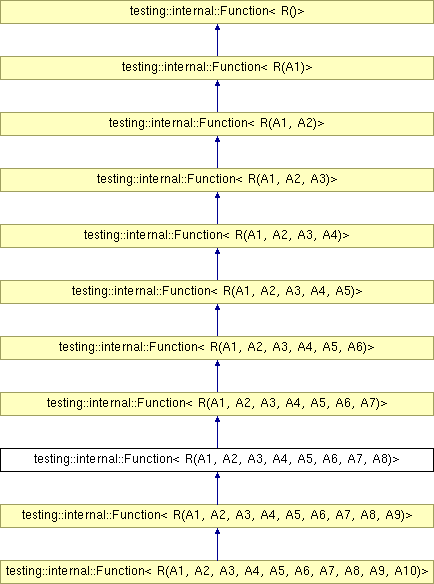 testing::internal::Function< R()>
testing::internal::Function< R(A1)>
testing::internal::Function< R(A1, A2)>
testing::internal::Function< R(A1, A2, A3)>
testing::internal::Function< R(A1, A2, A3, A4)>
testing::internal::Function< R(A1, A2, A3, A4, A5)>
testing::internal::Function< R(A1, A2, A3, A4, A5, A6)>
testing::internal::Function< R(A1, A2, A3, A4, A5, A6, A7)>
testing::internal::Function< R(A1, A2, A3, A4, A5, A6, A7, A8)>
testing::internal::Function< R(A1, A2, A3, A4, A5, A6, A7, A8, A9)>
testing::internal::Function< R(A1, A2, A3, A4, A5, A6, A7, A8, A9, A10)>